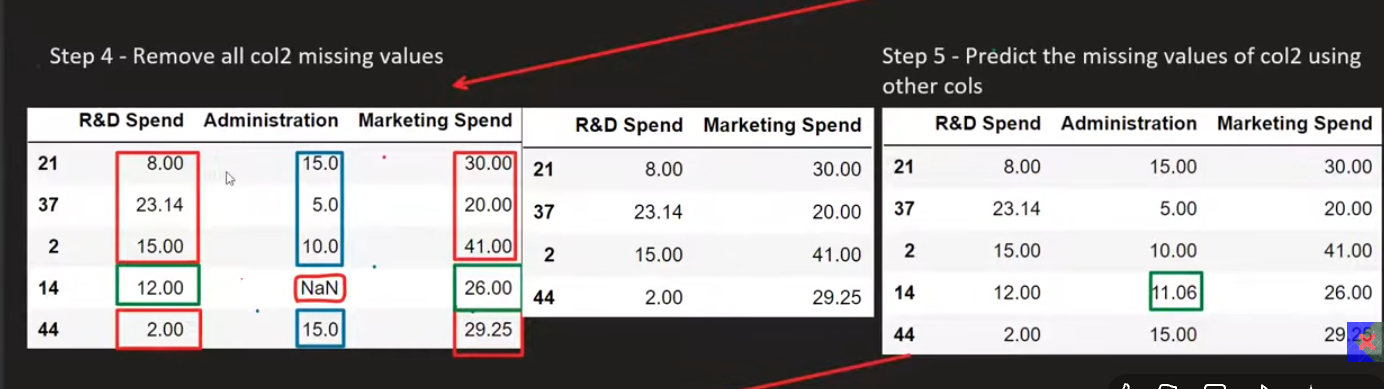 Step 4 - Remove all col2 missing values
R&D Spend Administration Marketing Spend
21 8.00 15.0 30.00
37 23.14 5.0 20.00
2 15.00 10.0 41.00
14 12.00 NaN 26.00
44 2.00 15.0 29.25
R&D Spend Marketing Spend
21 8.00 30.00
37 23.14 20.00
2 15.00 41.00
44 2.00 29.25
Step 5 - Predict the missing values of col2 using
other cols
R&D Spend Administration Marketing Spend
21 8.00 15.00 30.00
37 23.14 5.00 20.00
2 15.00 10.00 41.00
14 12.00 11.06 26.00
44 2.00 15.00 29.25